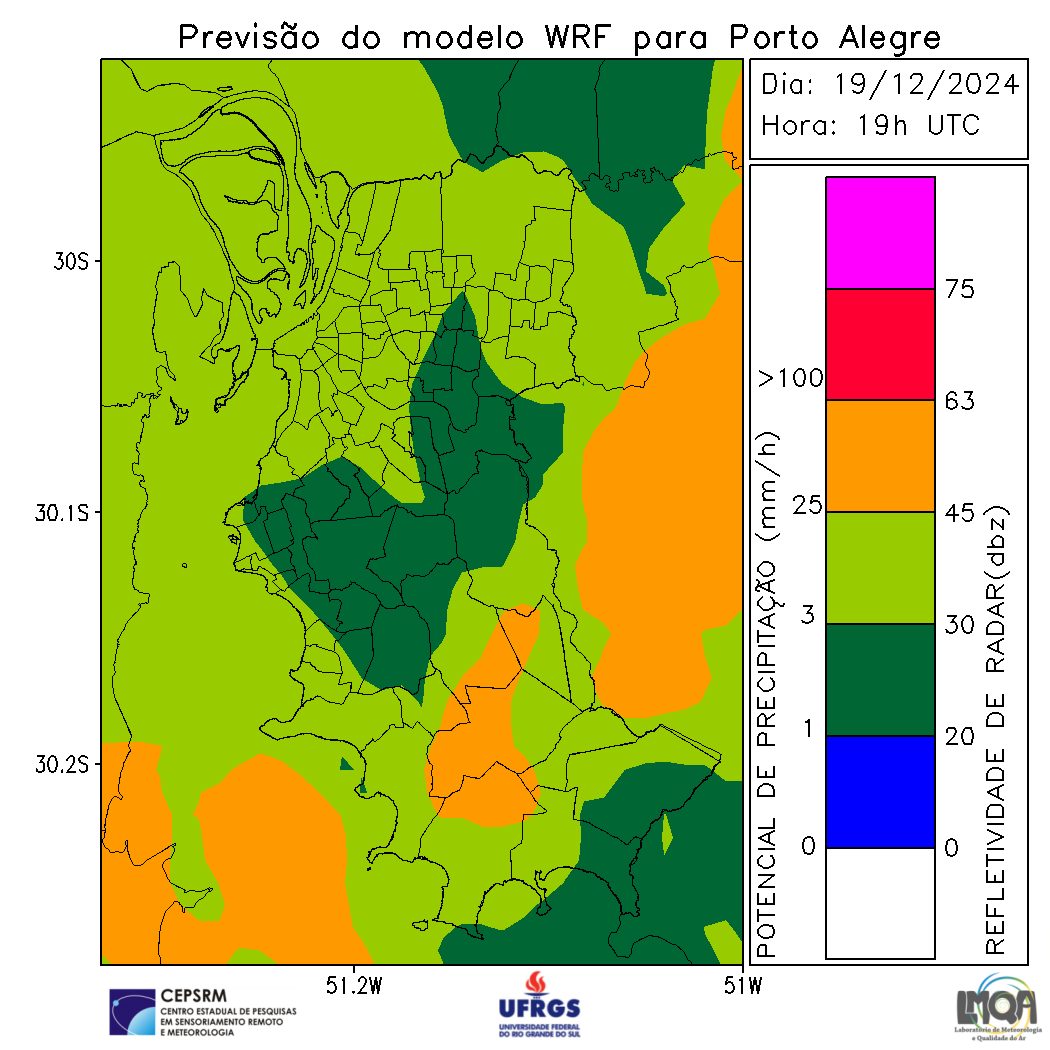 Previsão do modelo WRF para Porto Alegre
Dia: 19/12/2024
Hora: 19h UTC
30S
30.1S
30.2S
51.2W
51W
POTENCIAL DE PRECIPITAÇÃO (mm/h)
>100
25
3
1
0
75
63
45
30
20
0
REFLETIVIDADE DE RADAR(dbz)
CEPSRM
CENTRO ESTADUAL DE PESQUISAS
EM SENSORIAMENTO REMOTO
E METEOROLOGIA
UFRGS
UNIVERSIDADE FEDERAL
DO RIO GRANDE DO SUL
LMQA
Laboratório de Meteorologia
e Qualidade do Ar